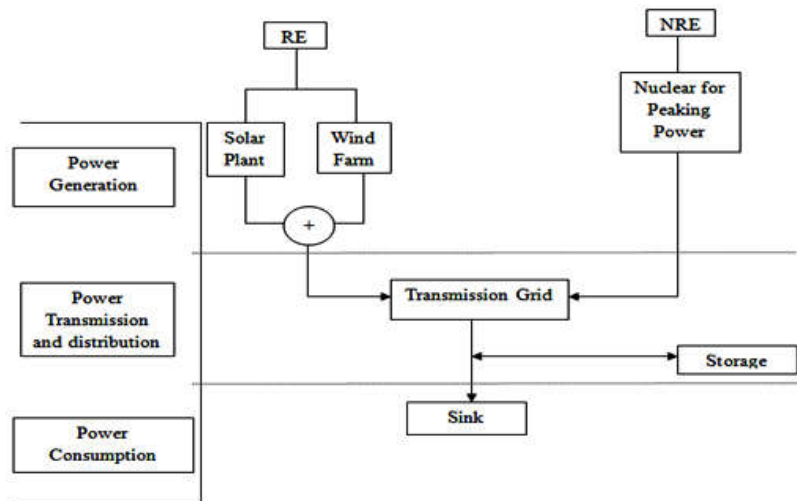 RE
NRE
Nuclear for
Peaking
Power
Solar
Plant
Wind
Farm
Power
Generation
+
Transmission Grid
Power
Transmission
and distribution
Storage
Sink
Power
Consumption